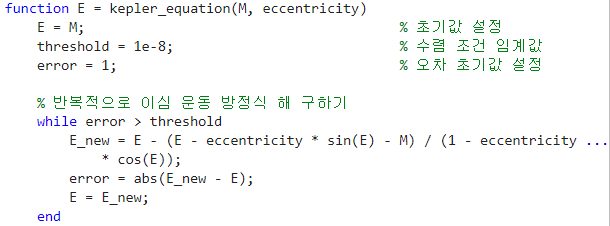 function E = kepler_equation(M, eccentricity)
    E = M;                                        % 초기값 설정
    threshold = 1e-8;                             % 수렴 조건 임계값
    error = 1;                                    % 오차 초기값 설정

    % 반복적으로 이심 운동 방정식 해 구하기
    while error > threshold
        E_new = E - (E - eccentricity * sin(E) - M) / (1 - eccentricity ...
            * cos(E));
        error = abs(E_new - E);
        E = E_new;
    end